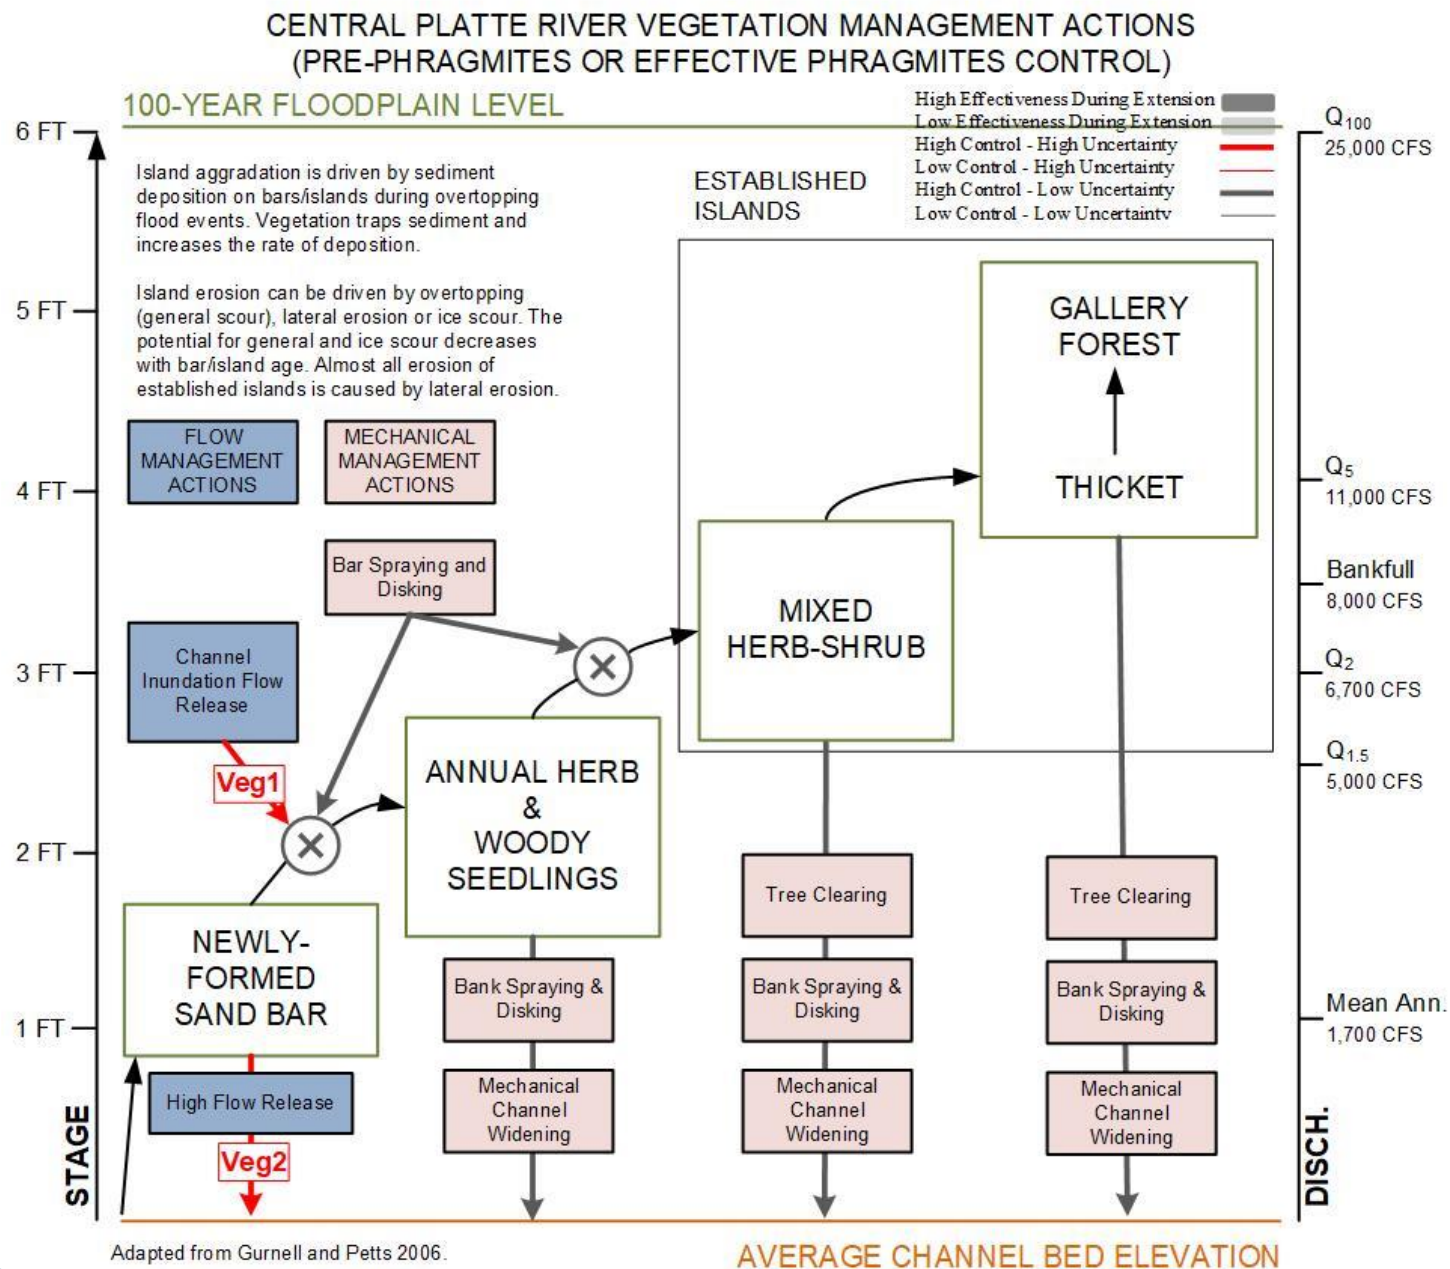 CENTRAL PLATTE RIVER VEGETATION MANAGEMENT ACTIONS
(PRE-PHRAGMITES OR EFFECTIVE PHRAGMITES CONTROL)
100-YEAR FLOODPLAIN LEVEL
High Effectiveness During Extension
Low Effectiveness During Extension
High Control - High Uncertainty
Low Control - High Uncertainty
High Control - Low Uncertainty
Low Control - Low Uncertainty
6 FT
5 FT
4 FT
3 FT
2 FT
1 FT
STAGE
Island aggradation is driven by sediment
deposition on bars/islands during overtopping
flood events. Vegetation traps sediment and
increases the rate of deposition.
Island erosion can be driven by overtopping
(general scour), lateral erosion or ice scour. The
potential for general and ice scour decreases
with bar/island age. Almost all erosion of
established islands is caused by lateral erosion.
FLOW
MANAGEMENT
ACTIONS
MECHANICAL
MANAGEMENT
ACTIONS
Bar Spraying and
Disking
Channel
Inundation Flow
Release
Veg1
NEWLY-
FORMED
SAND BAR
High Flow Release
Veg2
ANNUAL HERB
&
WOODY
SEEDLINGS
Bank Spraying &
Disking
Mechanical
Channel
Widening
ESTABLISHED
ISLANDS
MIXED
HERB-SHRUB
Tree Clearing
Bank Spraying &
Disking
Mechanical
Channel
Widening
GALLERY
FOREST
THICKET
Tree Clearing
Bank Spraying &
Disking
Mechanical
Channel
Widening
Q100
25,000 CFS
Q5
11,000 CFS
Bankfull
8,000 CFS
Q2
6,700 CFS
Q1.5
5,000 CFS
Mean Ann.
1,700 CFS
DISCH.
Adapted from Gurnell and Petts 2006.
AVERAGE CHANNEL BED ELEVATION